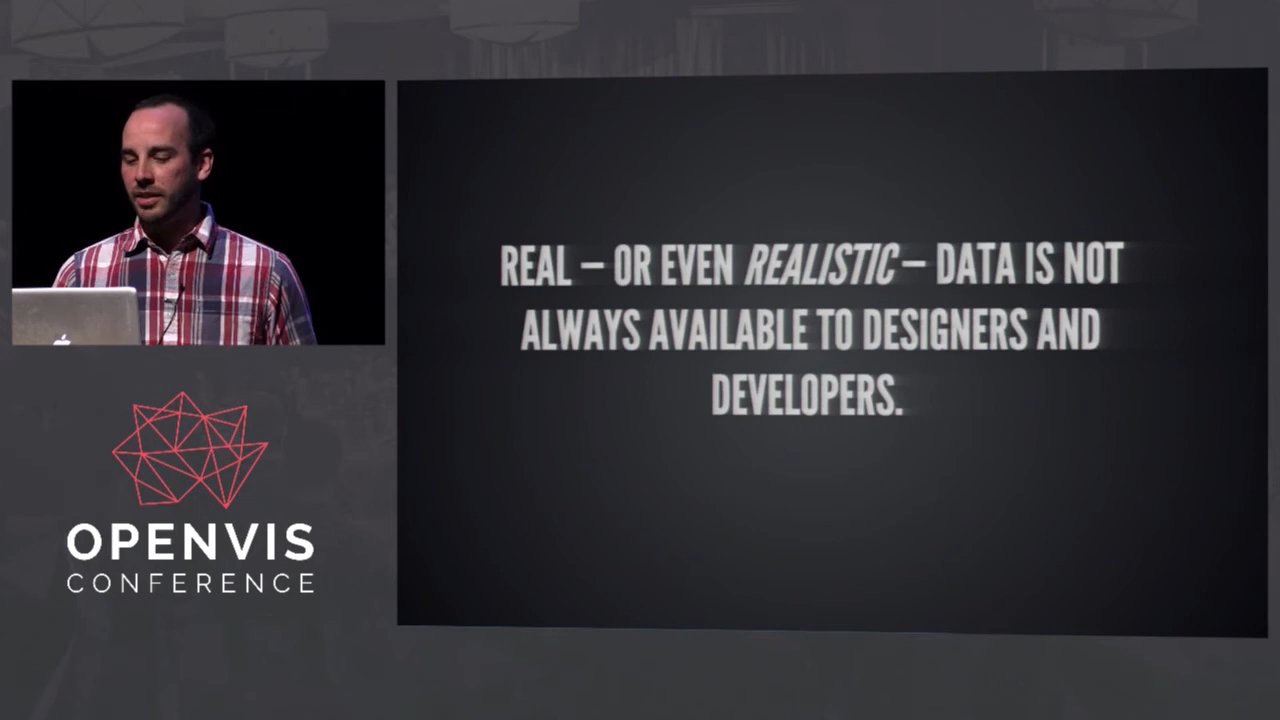 REAL – OR EVEN REALISTIC – DATA IS NOT
ALWAYS AVAILABLE TO DESIGNERS AND
DEVELOPERS.
OPENVIS
CONFERENCE